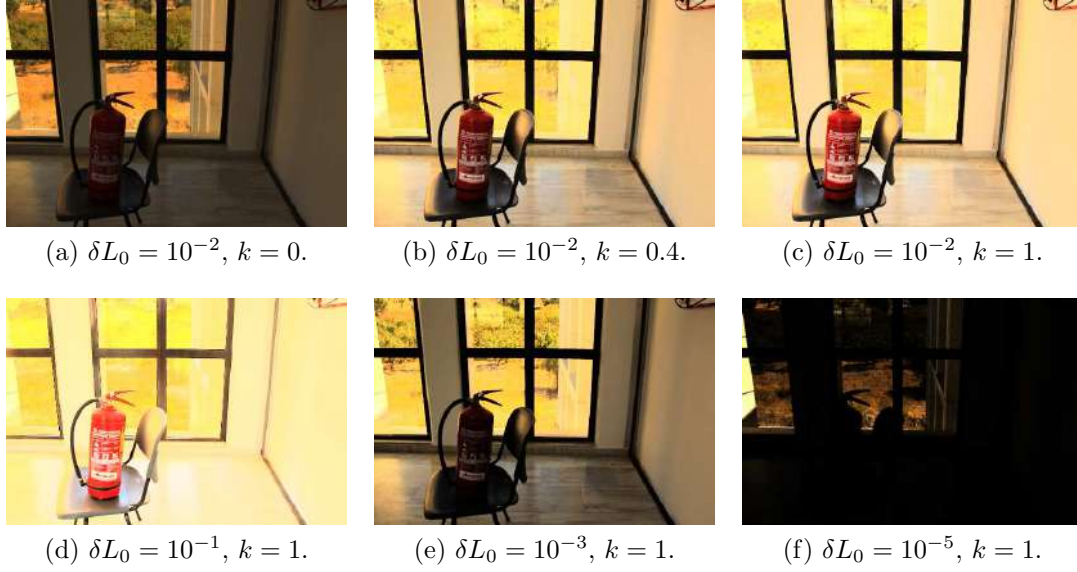 (a) δL₀ = 10⁻², k = 0.
(b) δL₀ = 10⁻², k = 0.4.
(c) δL₀ = 10⁻², k = 1.
(d) δL₀ = 10⁻¹, k = 1.
(e) δL₀ = 10⁻³, k = 1.
(f) δL₀ = 10⁻⁵, k = 1.